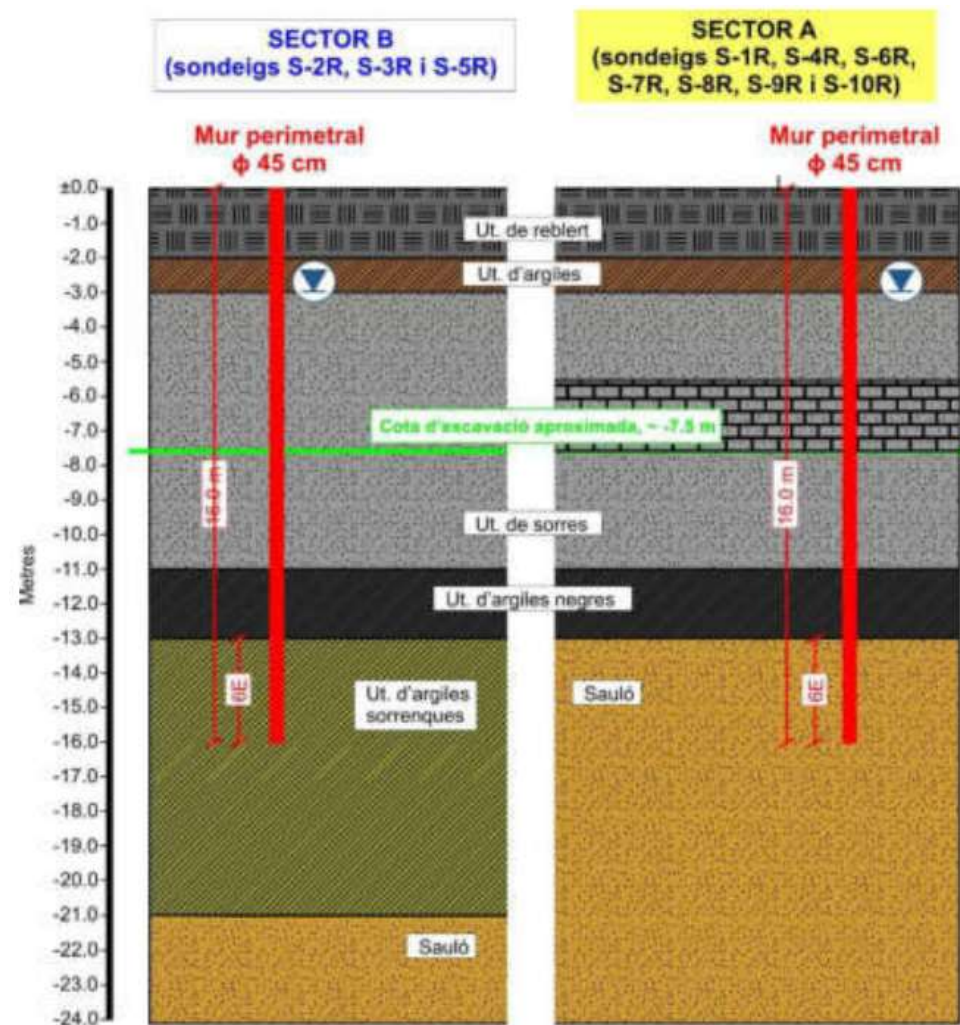 SECTOR B
(sondeigs S-2R, S-3R i S-5R)
SECTOR A
(sondeigs S-1R, S-4R, S-6R,
S-7R, S-8R, S-9R i S-10R)
Mur perimetral
ϕ 45 cm
Mur perimetral
ϕ 45 cm
±0.0
-1.0
-2.0
-3.0
-4.0
-5.0
-6.0
-7.0
-8.0
-9.0
-10.0
-11.0
-12.0
-13.0
-14.0
-15.0
-16.0
-17.0
-18.0
-19.0
-20.0
-21.0
-22.0
-23.0
-24.0
Metres
Ut. de reblert
Ut. d'argiles
Cota d'excavació aproximada, ~ -7.5 m
16.0 m
16.0 m
Ut. de sorres
Ut. d'argiles negres
6E
Ut. d'argiles
sorrenques
Sauló
6E
Sauló